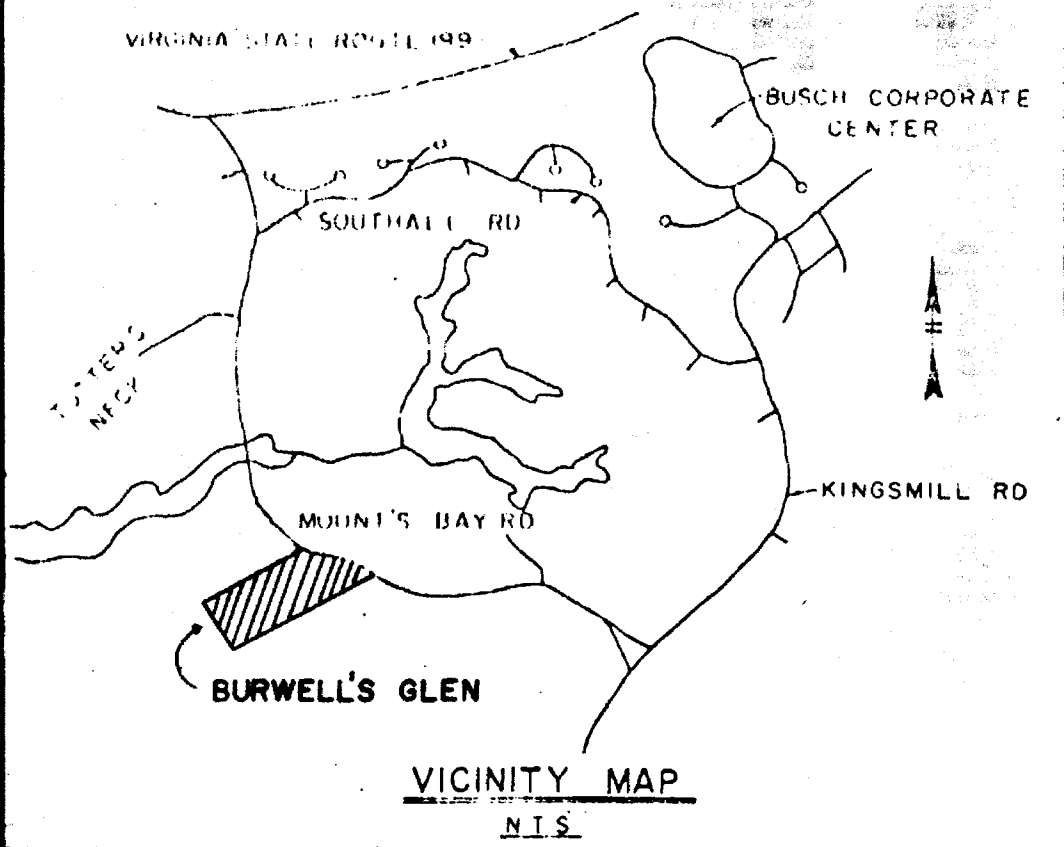 VIRGINIA STATE ROUTE 199
BUSCH CORPORATE
CENTER
SOUTHALL RD
NECK
KINGSMILL RD
MOUNT'S BAY RD
BURWELL'S GLEN
VICINITY MAP
NTS